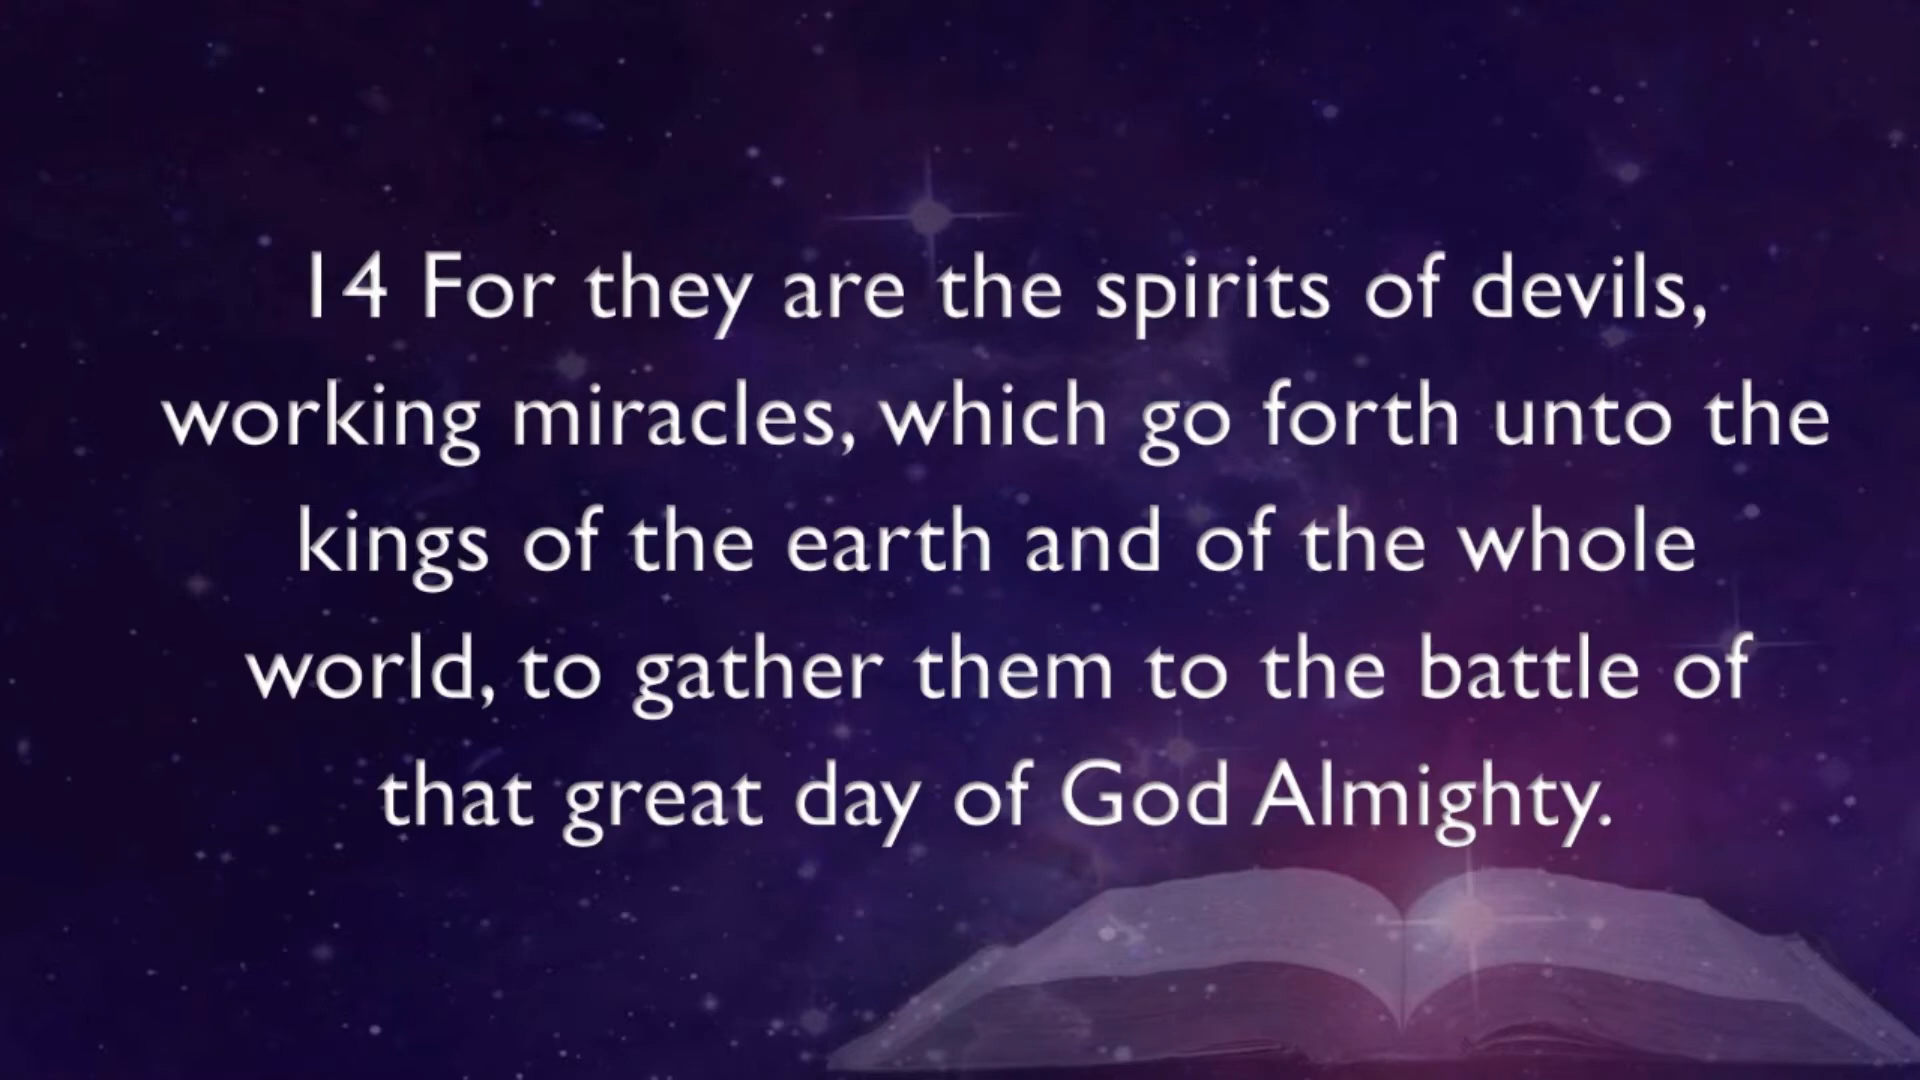 14 For they are the spirits of devils,
working miracles, which go forth unto the
kings of the earth and of the whole
world, to gather them to the battle of
that great day of God Almighty.